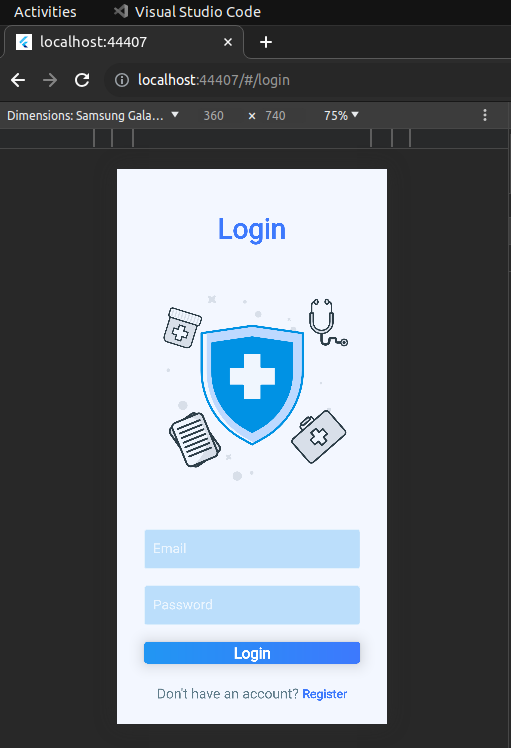 Activities Visual Studio Code
localhost:44407
localhost:44407/#/login
Dimensions: Samsung Gala... 360 × 740 75%
Login
Email
Password
Login
Don't have an account? Register